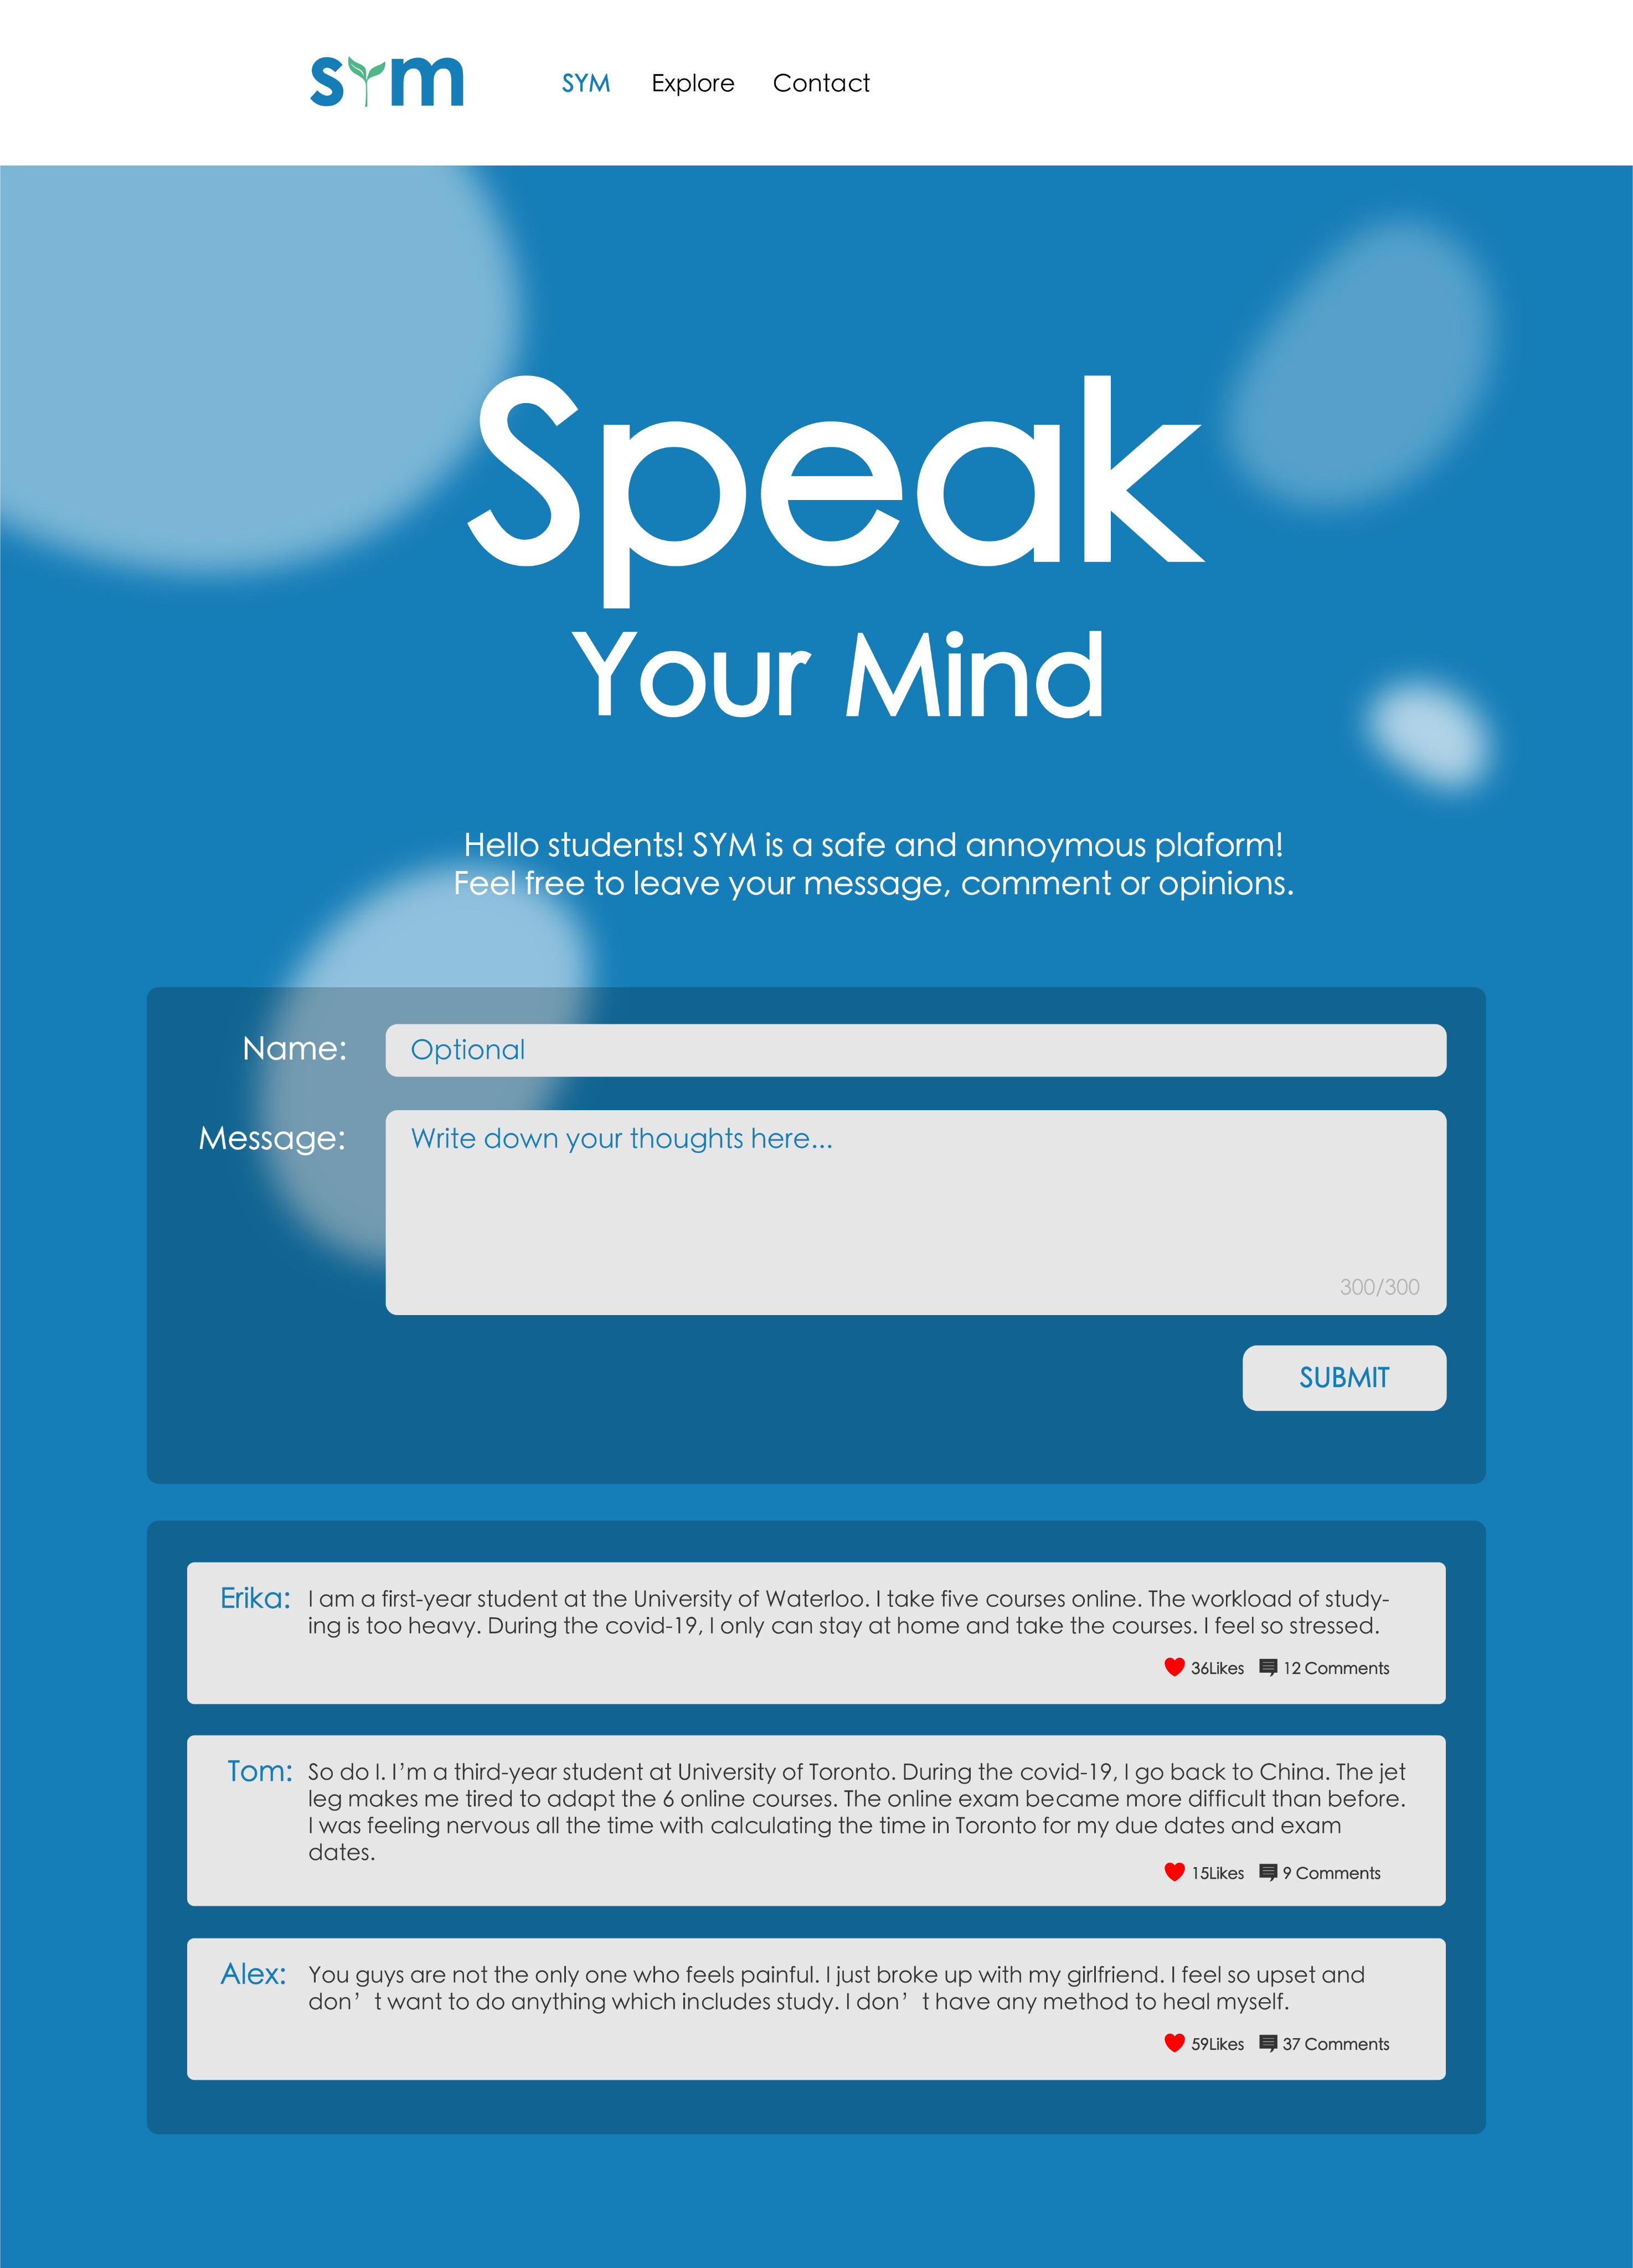 sym
SYM Explore Contact
Speak
Your Mind
Hello students! SYM is a safe and annoymous plaform!
Feel free to leave your message, comment or opinions.
Name: Optional
Message: Write down your thoughts here...
300/300
SUBMIT
Erika: I am a first-year student at the University of Waterloo. I take five courses online. The workload of study-
ing is too heavy. During the covid-19, I only can stay at home and take the courses. I feel so stressed.
36Likes 12 Comments
Tom: So do I. I’m a third-year student at University of Toronto. During the covid-19, I go back to China. The jet
leg makes me tired to adapt the 6 online courses. The online exam became more difficult than before.
I was feeling nervous all the time with calculating the time in Toronto for my due dates and exam
dates.
15Likes 9 Comments
Alex: You guys are not the only one who feels painful. I just broke up with my girlfriend. I feel so upset and
don’t want to do anything which includes study. I don’t have any method to heal myself.
59Likes 37 Comments